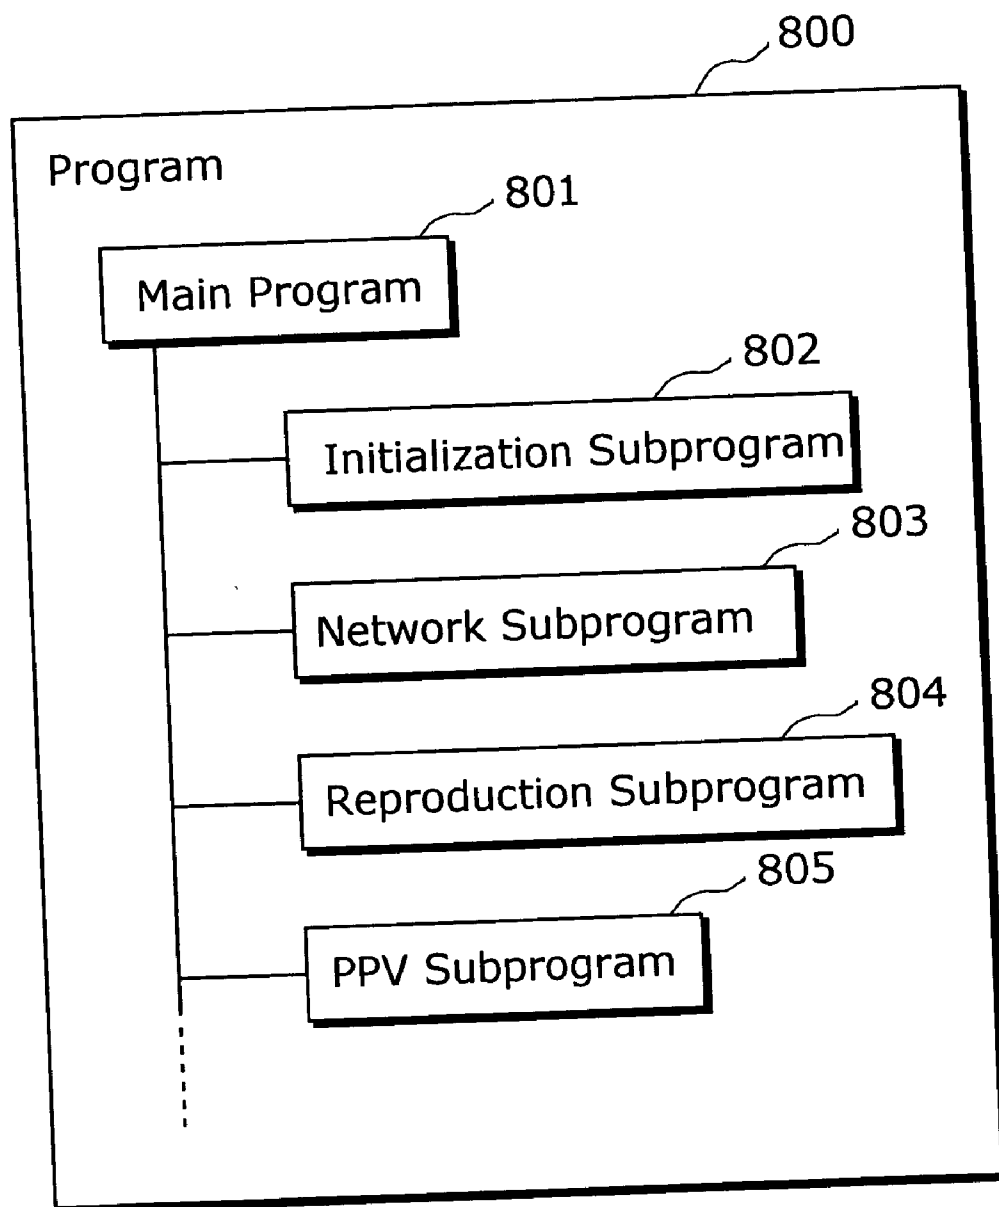 800
Program
801
Main Program
802
Initialization Subprogram
803
Network Subprogram
804
Reproduction Subprogram
805
PPV Subprogram